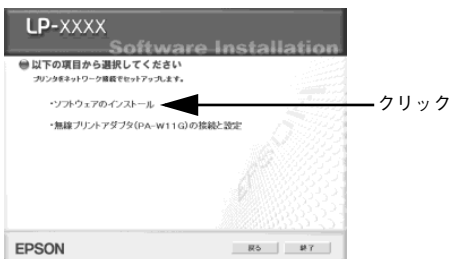 LP-XXXX
Software Installation
以下の項目から選択してください
プリンタをネットワーク接続でセットアップします。
・ソフトウェアのインストール
クリック
・無線プリントアダプタ(PA-W11G)の接続と設定
EPSON
EPSON
戻る
終了